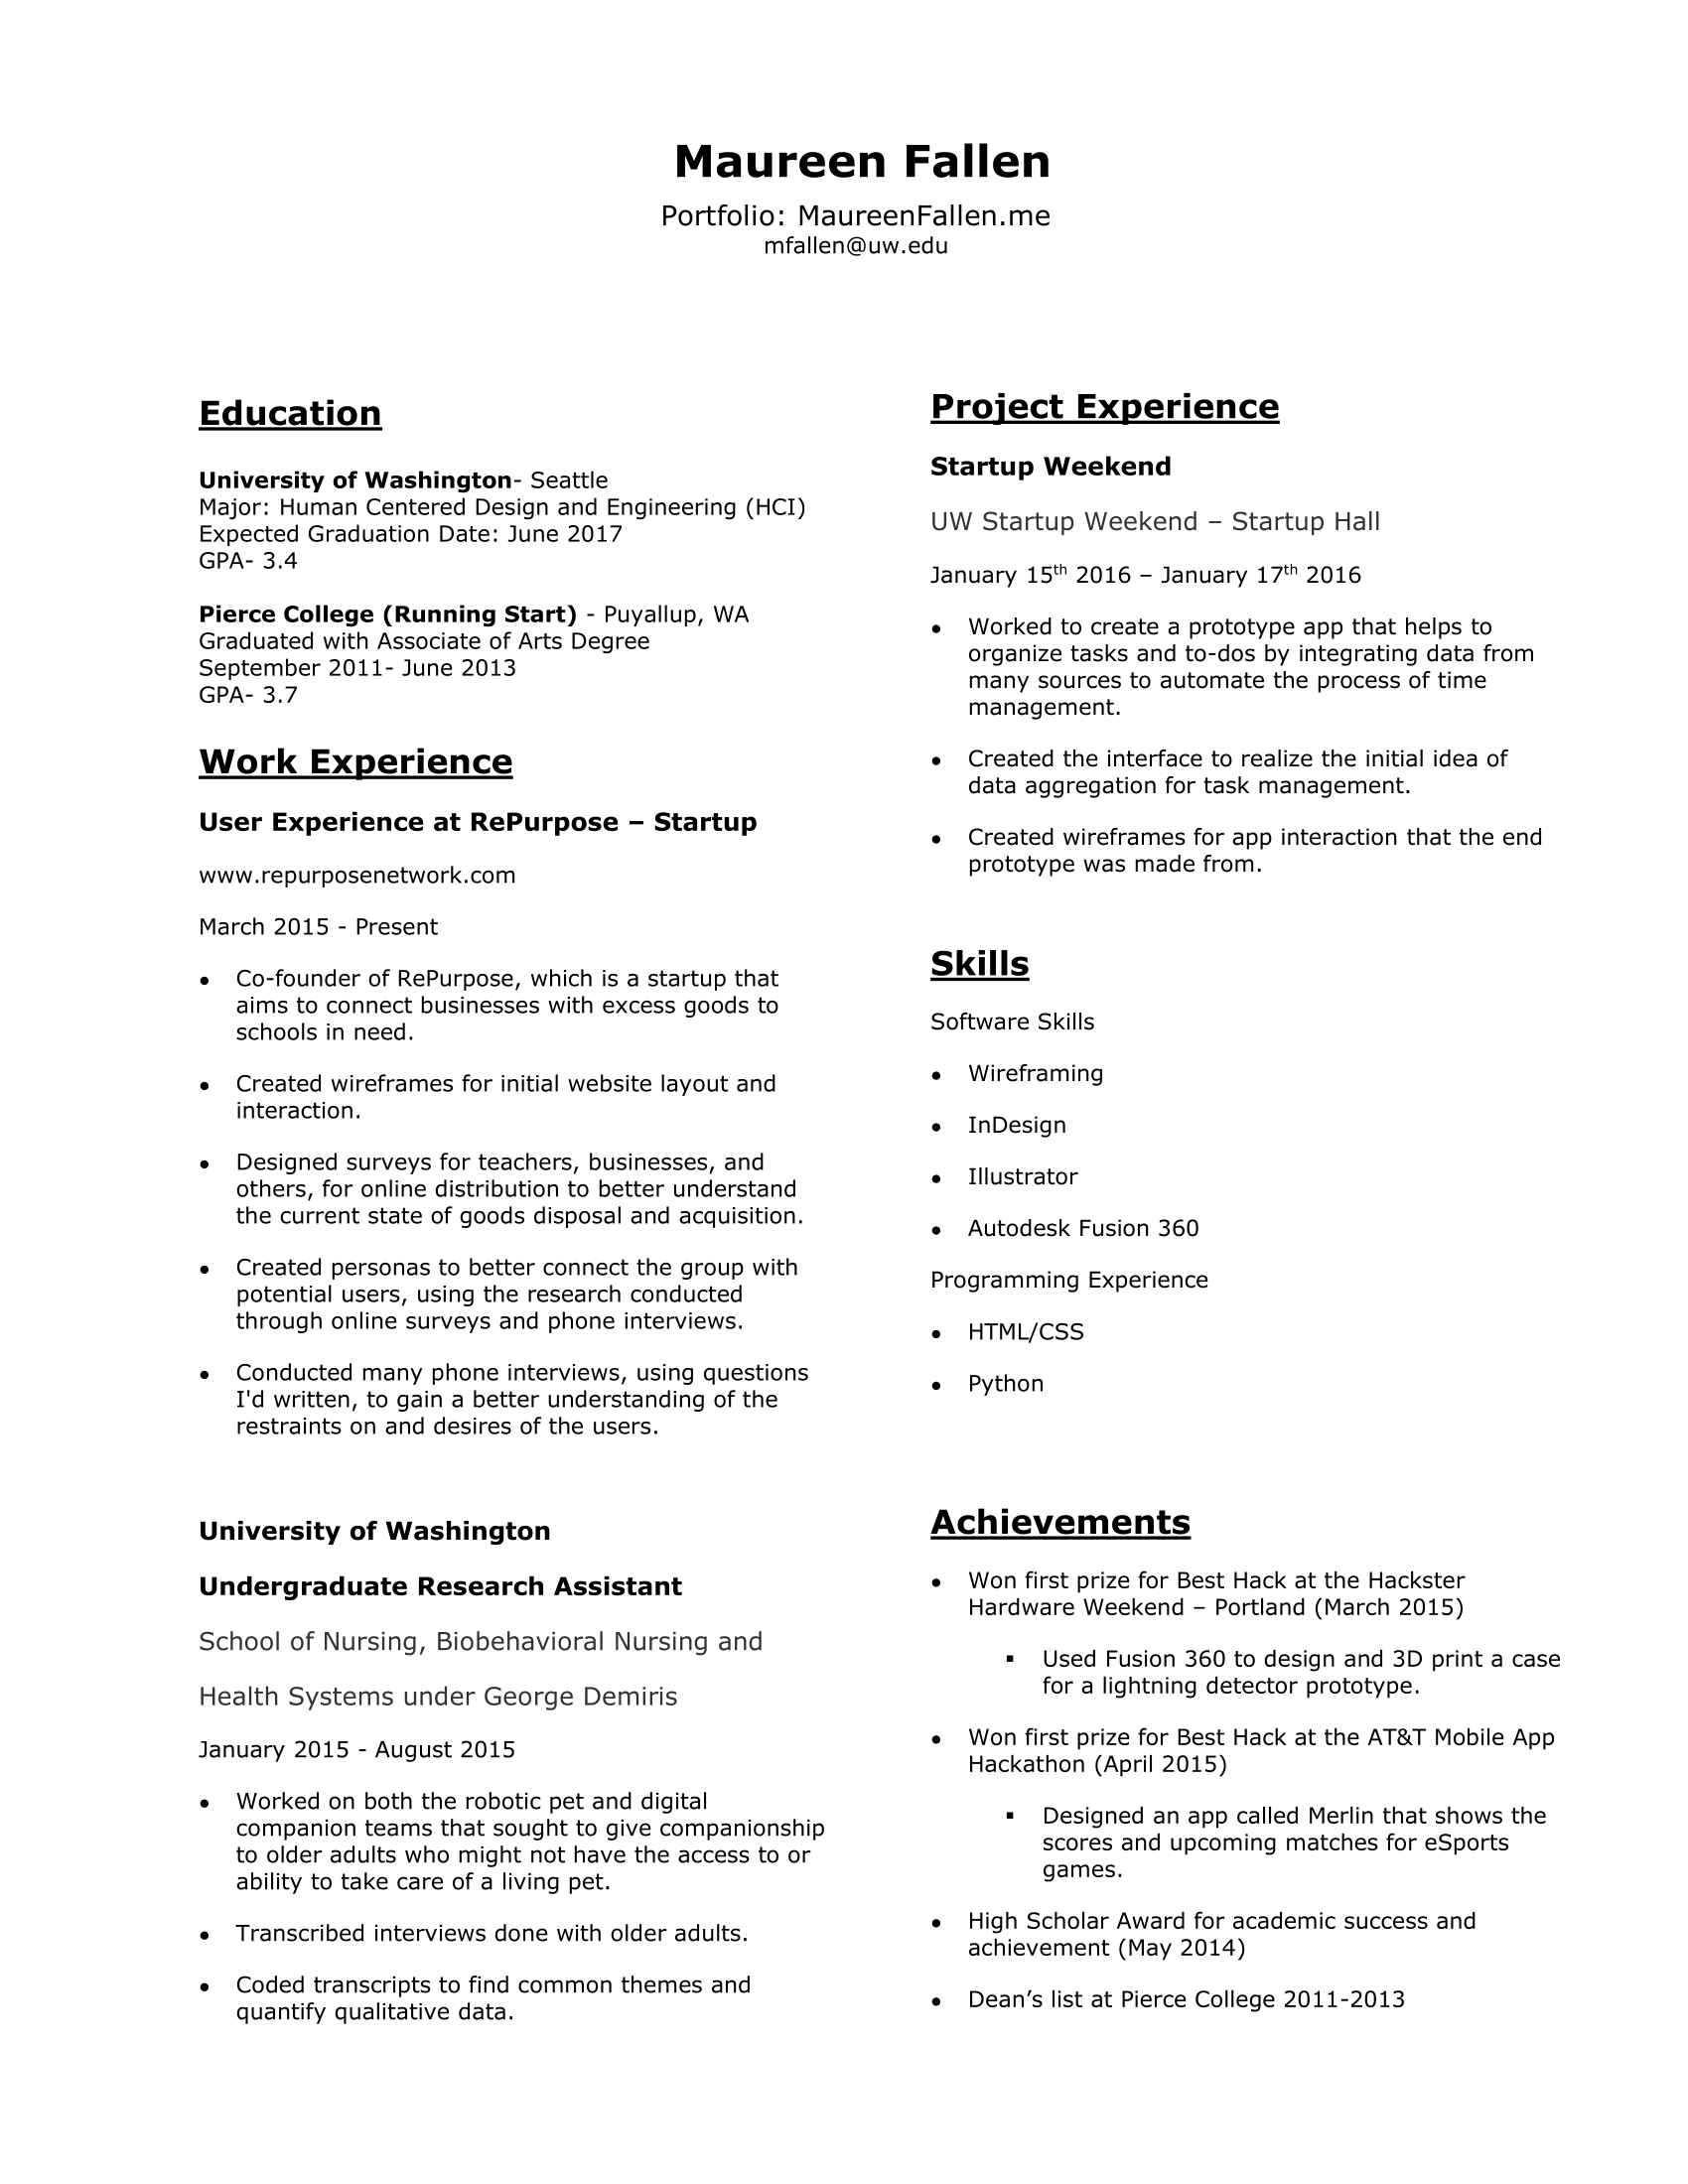 Maureen Fallen
Portfolio: MaureenFallen.me
mfallen@uw.edu
Education
University of Washington- Seattle
Major: Human Centered Design and Engineering (HCI)
Expected Graduation Date: June 2017
GPA- 3.4
Pierce College (Running Start) - Puyallup, WA
Graduated with Associate of Arts Degree
September 2011- June 2013
GPA- 3.7
Work Experience
User Experience at RePurpose – Startup
www.repurposenetwork.com
March 2015 - Present
● Co-founder of RePurpose, which is a startup that
aims to connect businesses with excess goods to
schools in need.
● Created wireframes for initial website layout and
interaction.
● Designed surveys for teachers, businesses, and
others, for online distribution to better understand
the current state of goods disposal and acquisition.
● Created personas to better connect the group with
potential users, using the research conducted
through online surveys and phone interviews.
● Conducted many phone interviews, using questions
I'd written, to gain a better understanding of the
restraints on and desires of the users.
University of Washington
Undergraduate Research Assistant
School of Nursing, Biobehavioral Nursing and
Health Systems under George Demiris
January 2015 - August 2015
● Worked on both the robotic pet and digital
companion teams that sought to give companionship
to older adults who might not have the access to or
ability to take care of a living pet.
● Transcribed interviews done with older adults.
● Coded transcripts to find common themes and
quantify qualitative data.
Project Experience
Startup Weekend
UW Startup Weekend – Startup Hall
January 15th 2016 – January 17th 2016
● Worked to create a prototype app that helps to
organize tasks and to-dos by integrating data from
many sources to automate the process of time
management.
● Created the interface to realize the initial idea of
data aggregation for task management.
● Created wireframes for app interaction that the end
prototype was made from.
Skills
Software Skills
● Wireframing
● InDesign
● Illustrator
● Autodesk Fusion 360
Programming Experience
● HTML/CSS
● Python
Achievements
● Won first prize for Best Hack at the Hackster
Hardware Weekend – Portland (March 2015)
▪ Used Fusion 360 to design and 3D print a case
for a lightning detector prototype.
● Won first prize for Best Hack at the AT&T Mobile App
Hackathon (April 2015)
▪ Designed an app called Merlin that shows the
scores and upcoming matches for eSports
games.
● High Scholar Award for academic success and
achievement (May 2014)
● Dean’s list at Pierce College 2011-2013